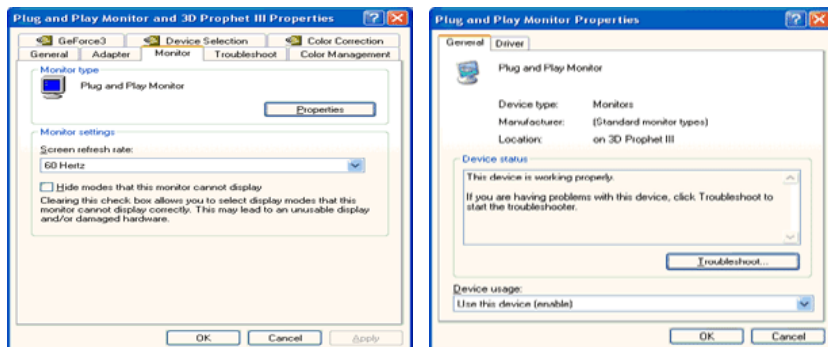 Plug and Play Monitor and 3D Prophet III Properties
GeForce3 Device Selection Color Correction
General Adapter Monitor Troubleshoot Color Management
Monitor type
Plug and Play Monitor
Properties
Monitor settings
Screen refresh rate:
60 Hertz
Hide modes that this monitor cannot display
Clearing this check box allows you to select display modes that this
monitor cannot display correctly. This may lead to an unusable display
and/or damaged hardware.
OK Cancel Apply
Plug and Play Monitor Properties
General Driver
Plug and Play Monitor
Device type: Monitors
Manufacturer: (Standard monitor types)
Location: on 3D Prophet III
Device status
This device is working properly.
If you are having problems with this device, click Troubleshoot to
start the troubleshooter.
Troubleshoot...
Device usage:
Use this device (enable)
OK Cancel